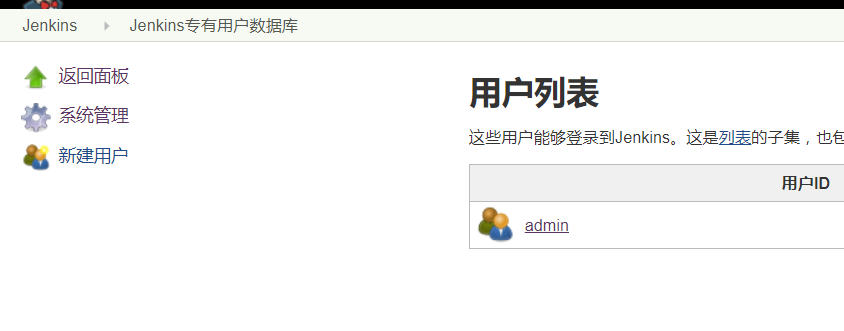 Jenkins Jenkins专有用户数据库
返回面板
系统管理
新建用户
用户列表
这些用户能够登录到Jenkins。这是列表的子集，也包
用户ID
admin